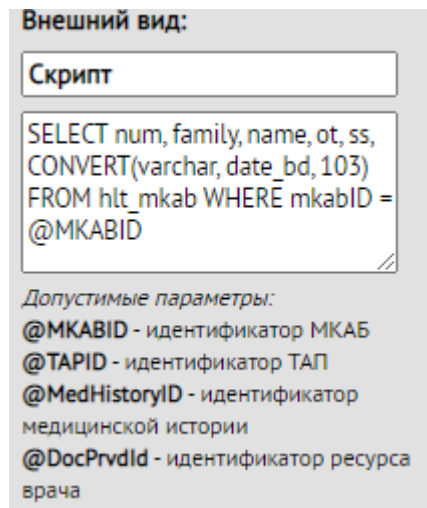 Внешний вид:
Скрипт
SELECT num, family, name, ot, ss,
CONVERT(varchar, date_bd, 103)
FROM hlt_mkab WHERE mkabID =
@MKABID
Допустимые параметры:
@MKABID - идентификатор МКАБ
@TAPID - идентификатор ТАП
@MedHistoryID - идентификатор
медицинской истории
@DocPrvdId - идентификатор ресурса
врача